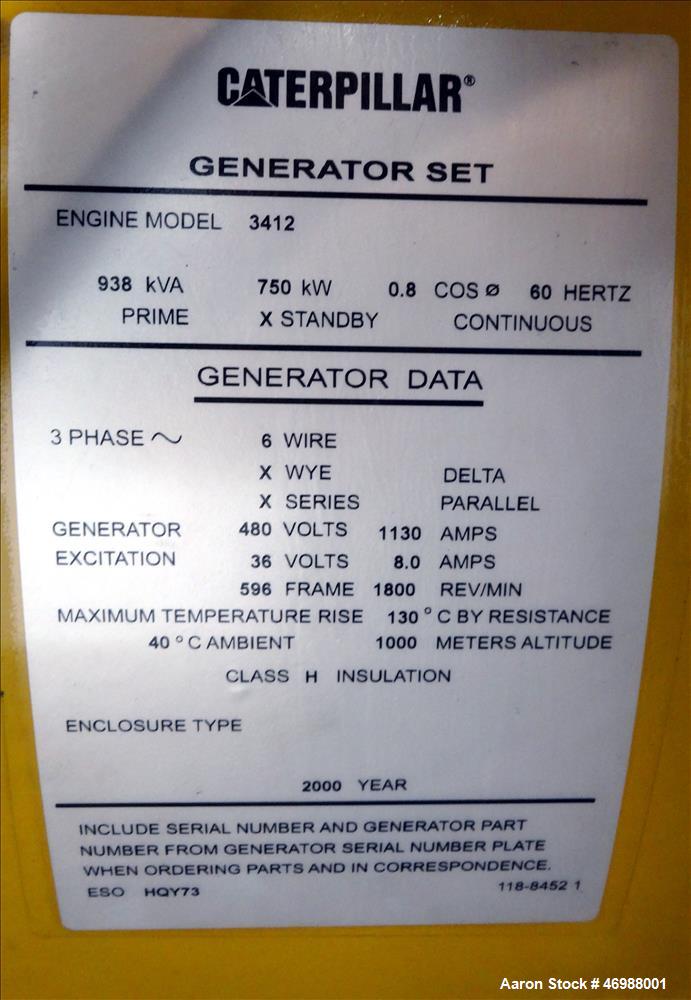 CATERPILLAR®
GENERATOR SET
ENGINE MODEL 3412
938 kVA 750 kW 0.8 COS Ø 60 HERTZ
PRIME X STANDBY CONTINUOUS
GENERATOR DATA
3 PHASE ~ 6 WIRE
X WYE DELTA
X SERIES PARALLEL
GENERATOR 480 VOLTS 1130 AMPS
EXCITATION 36 VOLTS 8.0 AMPS
596 FRAME 1800 REV/MIN
MAXIMUM TEMPERATURE RISE 130 ° C BY RESISTANCE
40 ° C AMBIENT 1000 METERS ALTITUDE
CLASS H INSULATION
ENCLOSURE TYPE
2000 YEAR
INCLUDE SERIAL NUMBER AND GENERATOR PART
NUMBER FROM GENERATOR SERIAL NUMBER PLATE
WHEN ORDERING PARTS AND IN CORRESPONDENCE.
ESO HQY73 118-8452 1
Aaron Stock # 46988001